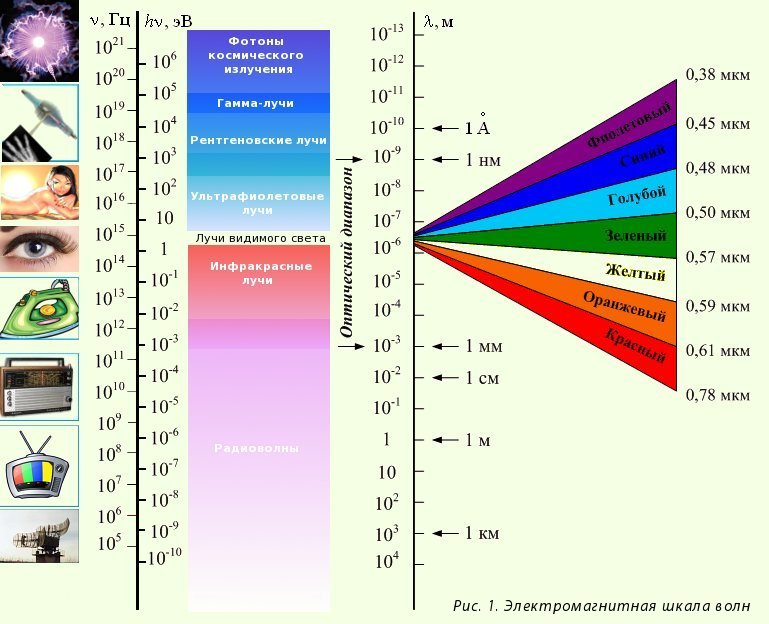 ν, Гц
10²¹
10²⁰
10¹⁹
10¹⁸
10¹⁷
10¹⁶
10¹⁵
10¹⁴
10¹³
10¹²
10¹¹
10¹⁰
10⁹
10⁸
10⁷
10⁶
10⁵
hν, эВ
10⁶
10⁵
10⁴
10³
10²
10
1
10⁻¹
10⁻²
10⁻³
10⁻⁴
10⁻⁵
10⁻⁶
10⁻⁷
10⁻⁸
10⁻⁹
10⁻¹⁰
Фотоны
космического
излучения
Гамма-лучи
Рентгеновские лучи
Ультрафиолетовые
лучи
Лучи видимого света
Инфракрасные
лучи
Радиоволны
Оптический диапазон
λ, м
10⁻¹³
10⁻¹²
10⁻¹¹
10⁻¹⁰
10⁻⁹
10⁻⁸
10⁻⁷
10⁻⁶
10⁻⁵
10⁻⁴
10⁻³
10⁻²
10⁻¹
1
10
10²
10³
10⁴
1 Å
1 нм
1 мм
1 см
1 м
1 км
Фиолетовый
Синий
Голубой
Зеленый
Желтый
Оранжевый
Красный
0,38 мкм
0,45 мкм
0,48 мкм
0,50 мкм
0,57 мкм
0,59 мкм
0,61 мкм
0,78 мкм
Рис. 1. Электромагнитная шкала волн